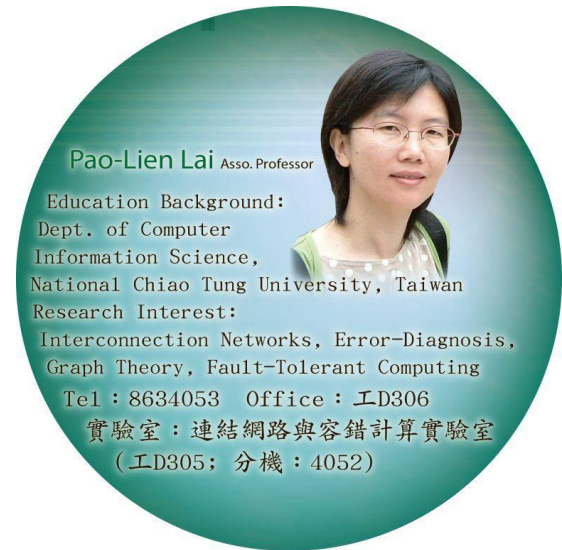 Pao-Lien Lai Asso. Professor
Education Background:
Dept. of Computer
Information Science,
National Chiao Tung University, Taiwan
Research Interest:
Interconnection Networks, Error-Diagnosis,
Graph Theory, Fault-Tolerant Computing
Tel：8634053 Office：工D306
實驗室：連結網路與容錯計算實驗室
(工D305; 分機：4052)